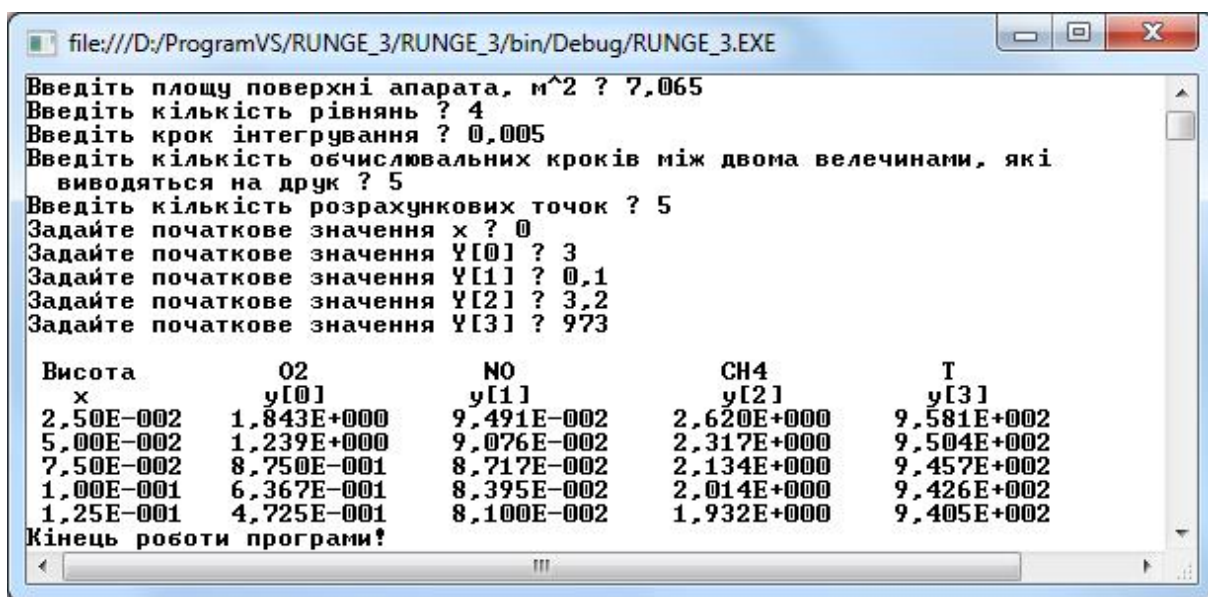 file:///D:/ProgramVS/RUNGE_3/RUNGE_3/bin/Debug/RUNGE_3.EXE
Введіть площу поверхні апарата, м^2 ? 7,065
Введіть кількість рівнянь ? 4
Введіть крок інтегрування ? 0,005
Введіть кількість обчислювальних кроків між двома велечинами, які
виводяться на друк ? 5
Введіть кількість розрахункових точок ? 5
Задайте початкове значення x ? 0
Задайте початкове значення Y[0] ? 3
Задайте початкове значення Y[1] ? 0,1
Задайте початкове значення Y[2] ? 3,2
Задайте початкове значення Y[3] ? 973
Висота O2 NO CH4 T
x y[0] y[1] y[2] y[3]
2,50E-002 1,843E+000 9,491E-002 2,620E+000 9,581E+002
5,00E-002 1,239E+000 9,076E-002 2,317E+000 9,504E+002
7,50E-002 8,750E-001 8,717E-002 2,134E+000 9,457E+002
1,00E-001 6,367E-001 8,395E-002 2,014E+000 9,426E+002
1,25E-001 4,725E-001 8,100E-002 1,932E+000 9,405E+002
Кінець роботи програми!